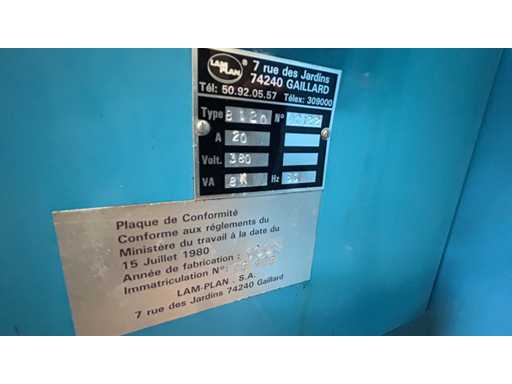 LAM PLAN ®
7 rue des Jardins
74240 GAILLARD
Tél: 50.92.05.57 Télex: 309000
Type 8120 N°
A 20
Volt. 380
VA Hz
Plaque de Conformité
Conforme aux réglements du
Ministère du travail à la date du
15 Juillet 1980
Année de fabrication :
Immatriculation N°:
LAM-PLAN . S.A.
7 rue des Jardins 74240 Gaillard